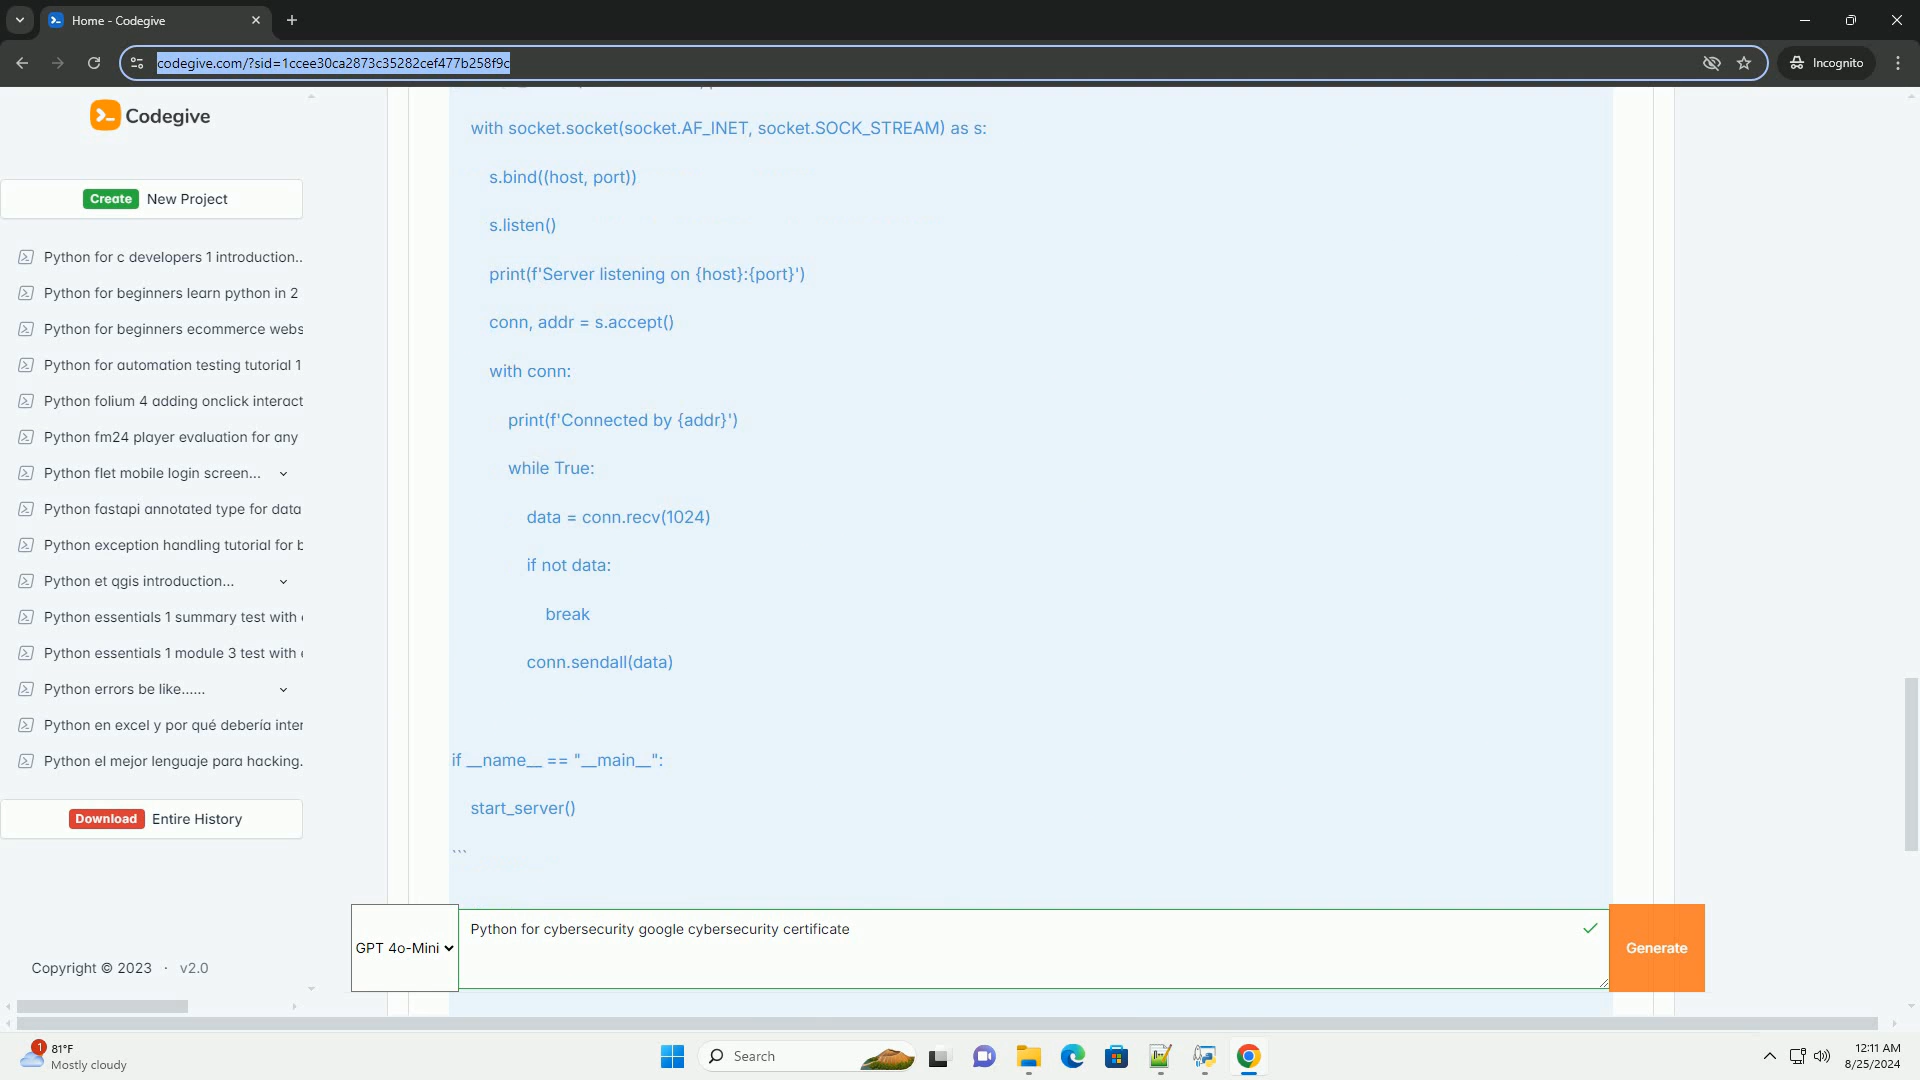 Home - Codegive
codegive.com/?sid=1ccee30ca2873c35282cef477b258f9c
Incognito
Codegive
Create New Project
Python for c developers 1 introduction...
Python for beginners learn python in 2
Python for beginners ecommerce webs
Python for automation testing tutorial 1
Python folium 4 adding onclick interact
Python fm24 player evaluation for any
Python flet mobile login screen...
Python fastapi annotated type for data
Python exception handling tutorial for b
Python et qgis introduction...
Python essentials 1 summary test with
Python essentials 1 module 3 test with
Python errors be like......
Python en excel y por qué debería inter
Python el mejor lenguaje para hacking.
Download Entire History
Copyright © 2023 · v2.0
with socket.socket(socket.AF_INET, socket.SOCK_STREAM) as s:
s.bind((host, port))
s.listen()
print(f'Server listening on {host}:{port}')
conn, addr = s.accept()
with conn:
print(f'Connected by {addr}')
while True:
data = conn.recv(1024)
if not data:
break
conn.sendall(data)
if __name__ == "__main__":
start_server()
```
GPT 4o-Mini
Python for cybersecurity google cybersecurity certificate
Generate
1
81°F
Mostly cloudy
Search
12:11 AM
8/25/2024